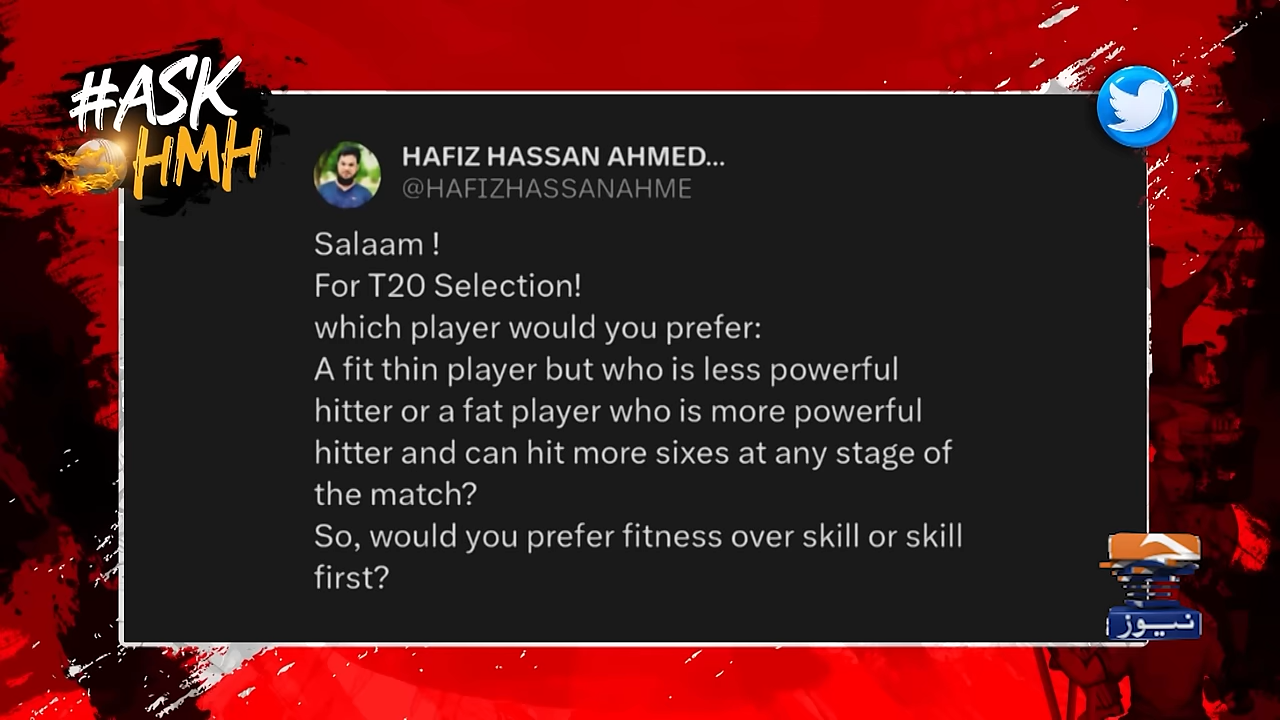 #ASK
HMH
HAFIZ HASSAN AHMED...
@HAFIZHASSANAHME
Salaam !
For T20 Selection!
which player would you prefer:
A fit thin player but who is less powerful
hitter or a fat player who is more powerful
hitter and can hit more sixes at any stage of
the match?
So, would you prefer fitness over skill or skill
first?
نیوز